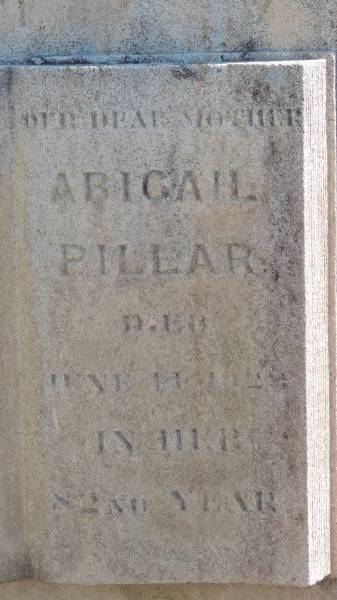 OUR DEAR MOTHER
ABIGAIL
PILLAR
DIED
JUNE
IN HER
82ND YEAR